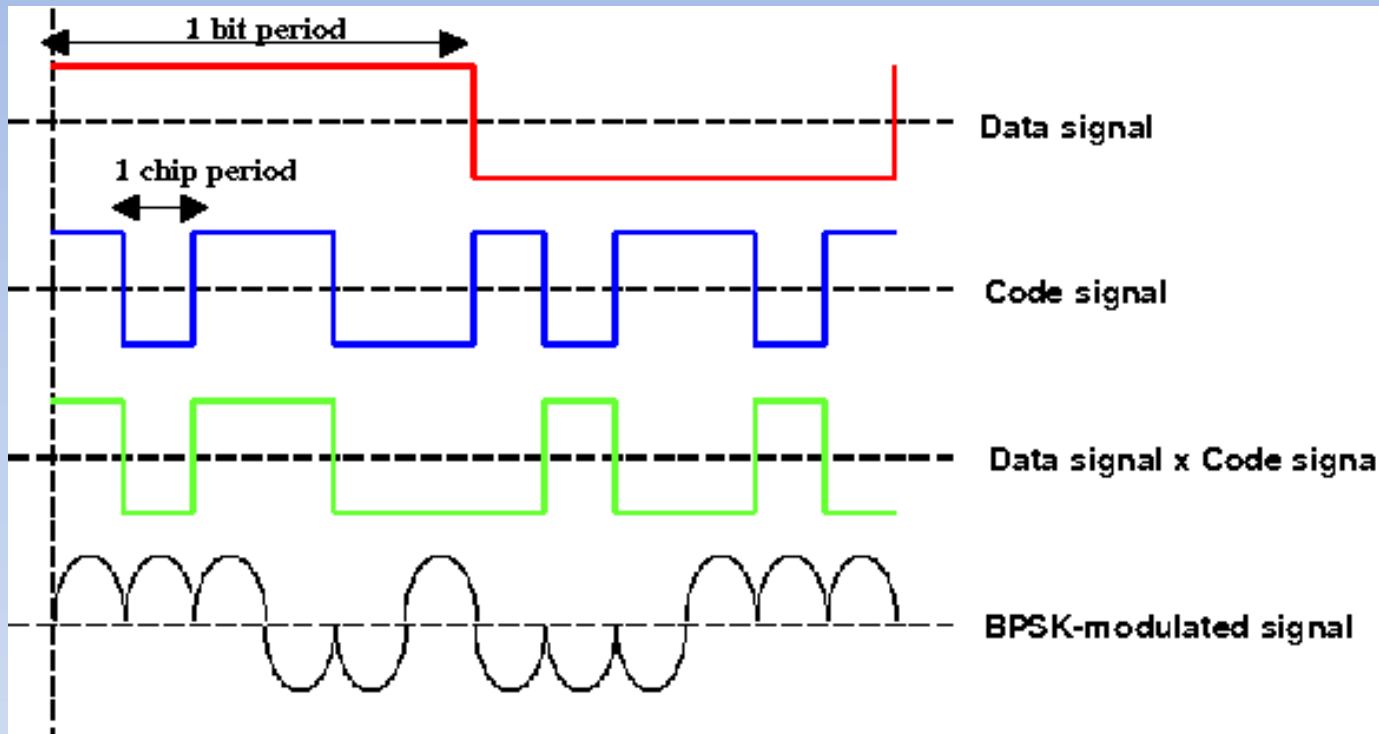 1 bit period
Data signal
1 chip period
Code signal
Data signal x Code signa
BPSK-modulated signal